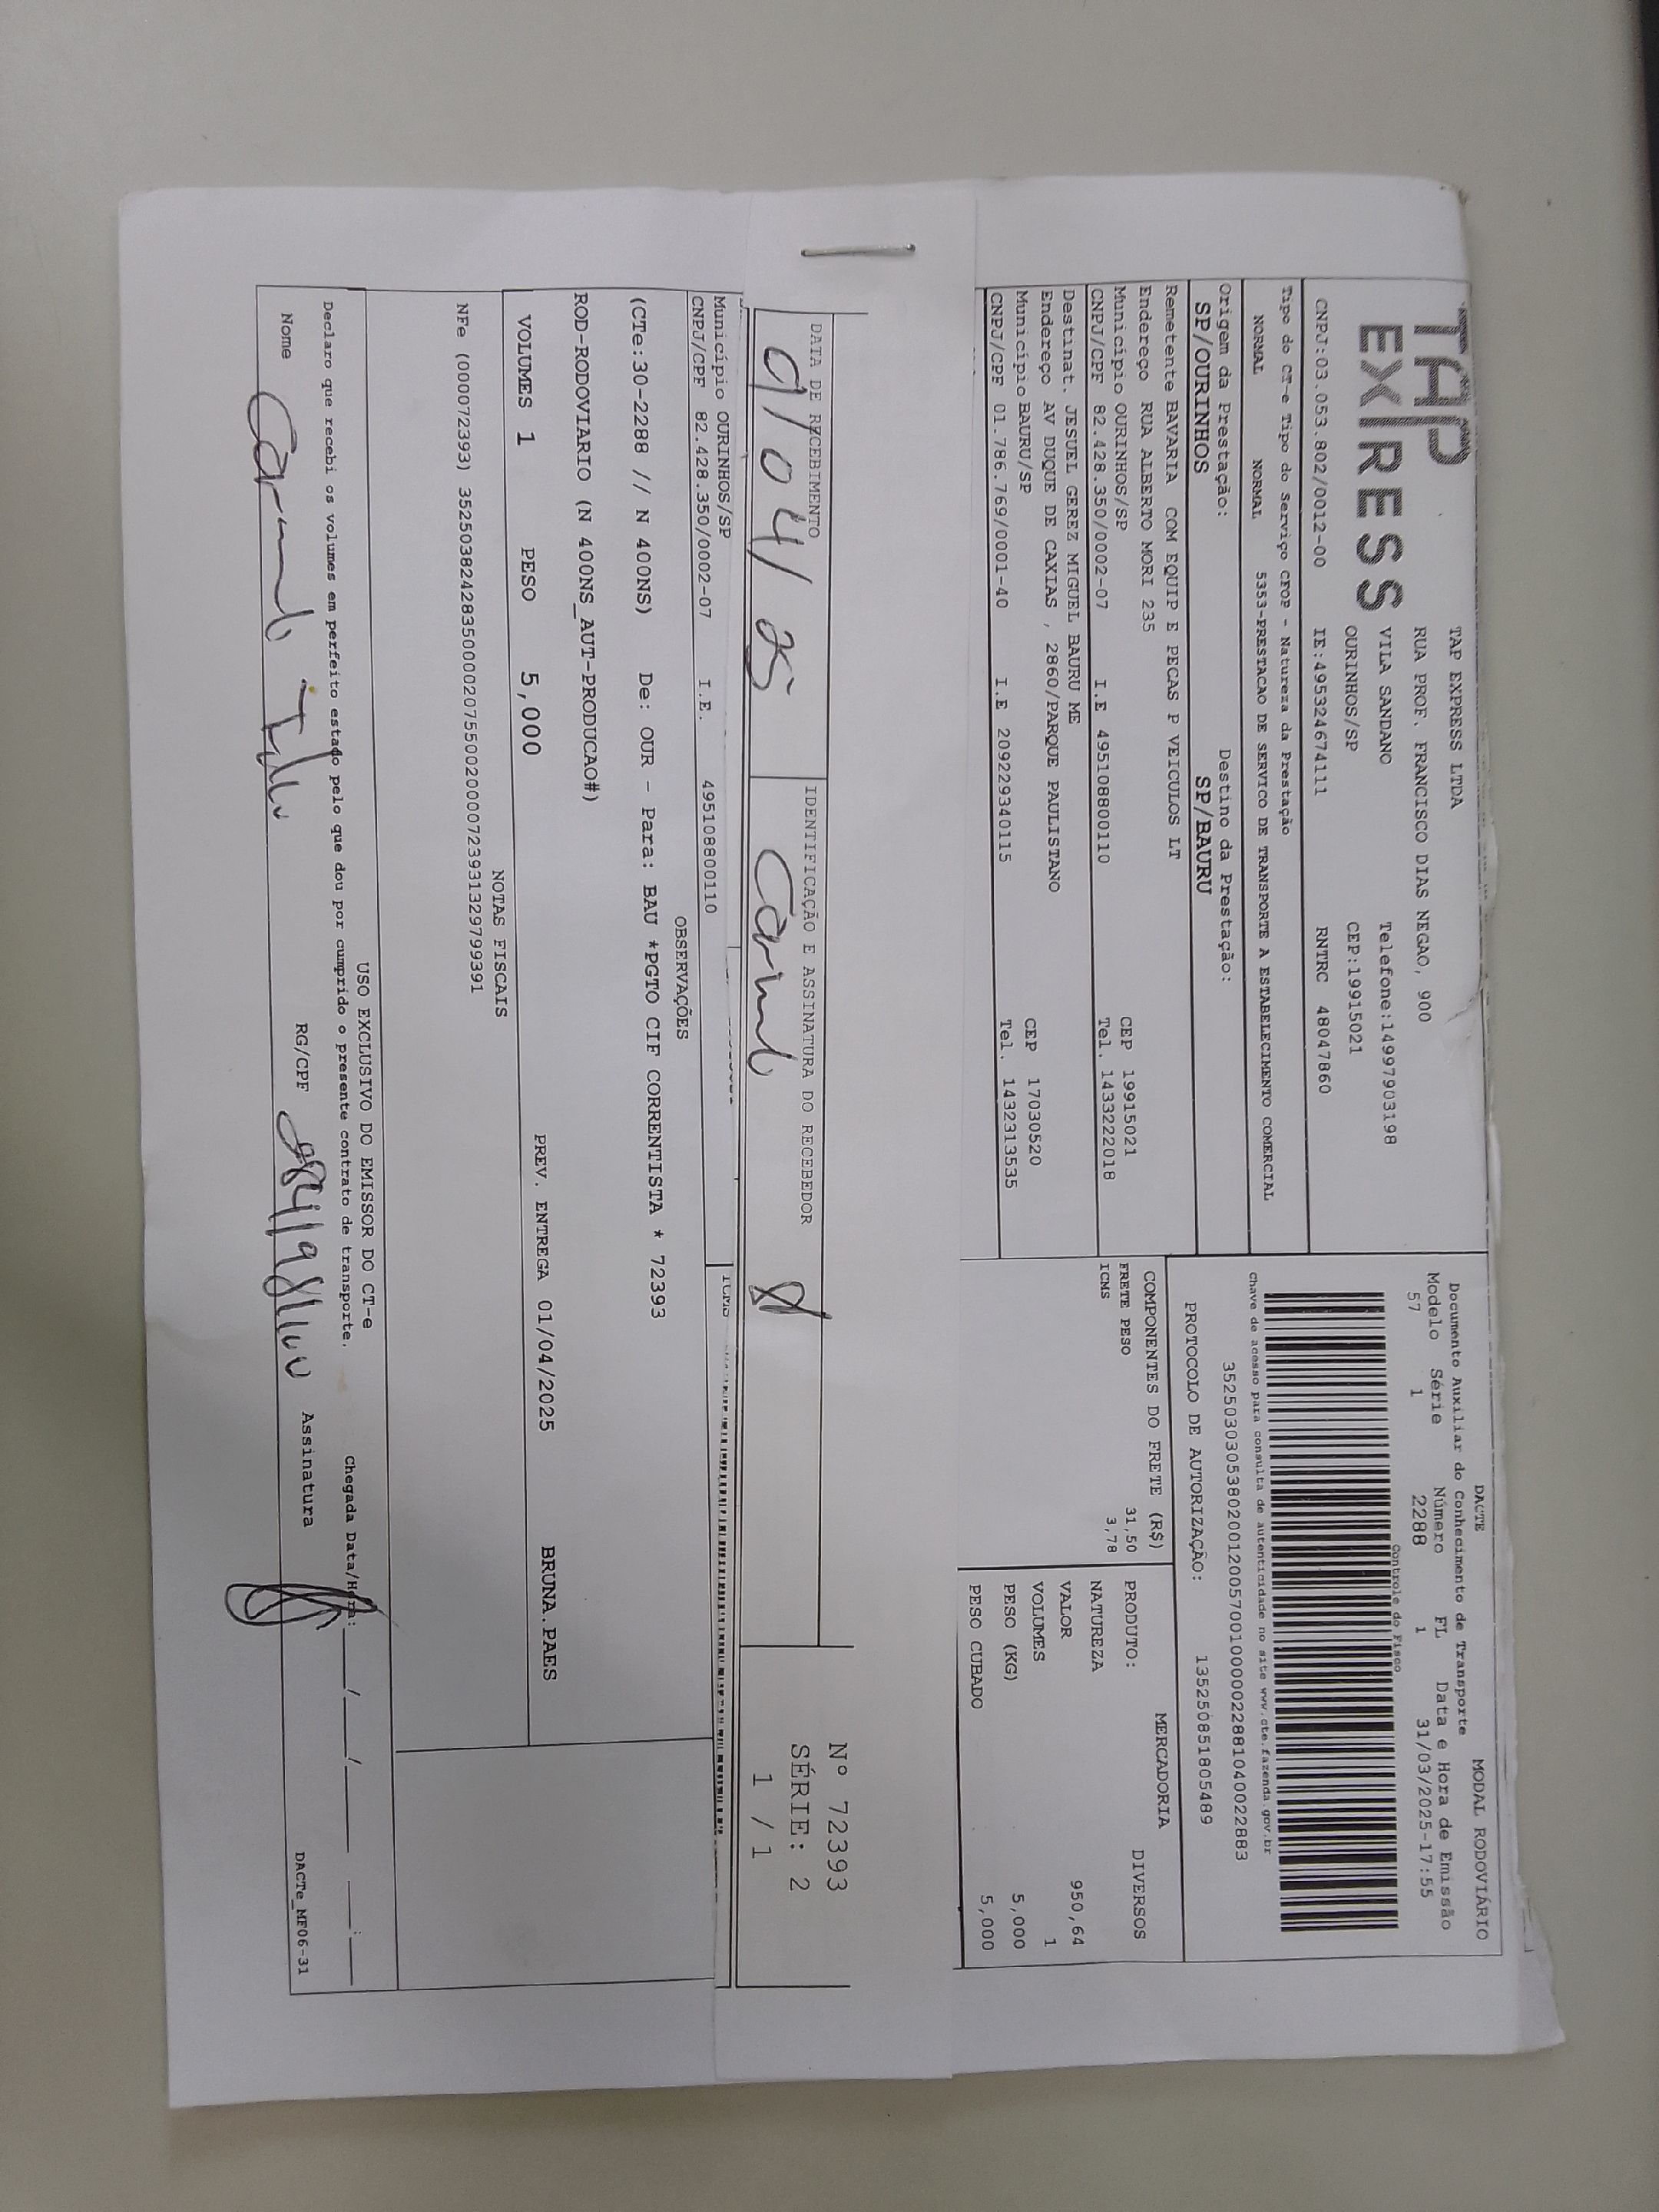 TAP
EXPRESS
TAP EXPRESS LTDA
RUA PROF. FRANCISCO DIAS NEGAO, 900
VILA SANDANO Telefone:14997903198
OURINHOS/SP CEP:19915021
CNPJ:03.053.802/0012-00 IE:495324674111 RNTRC 48047860
Tipo do CT-e Tipo do Serviço CFOP - Natureza da Prestação
NORMAL NORMAL 5353-PRESTACAO DE SERVICO DE TRANSPORTE A ESTABELECIMENTO COMERCIAL
Origem da Prestação: Destino da Prestação:
SP/OURINHOS SP/BAURU
Remetente BAVARIA COM EQUIP E PECAS P VEICULOS LT
Endereço RUA ALBERTO MORI 235
Município OURINHOS/SP CEP 19915021
CNPJ/CPF 82.428.350/0002-07 I.E 495108800110 Tel. 1433222018
Destinat. JESUEL GEREZ MIGUEL BAURU ME
Endereço AV DUQUE DE CAXIAS , 2860/PARQUE PAULISTANO
Município BAURU/SP CEP 17030520
CNPJ/CPF 01.786.769/0001-40 I.E 209229340115 Tel. 1432313535
DACTE MODAL RODOVIÁRIO
Documento Auxiliar do Conhecimento de Transporte
Modelo Série Número FL Data e Hora de Emissão
57 1 2288 1 31/03/2025-17:55
Controle do Fisco
Chave de acesso para consulta de autenticidade no site www.cte.fazenda.gov.br
35250303053802001200570010000022881040022883
PROTOCOLO DE AUTORIZAÇÃO: 135250851805489
COMPONENTES DO FRETE (R$)
FRETE PESO 31,50
ICMS 3,78
MERCADORIA
PRODUTO: DIVERSOS
NATUREZA
VALOR 950,64
VOLUMES 1
PESO (KG) 5,000
PESO CUBADO 5,000
DATA DE RECEBIMENTO IDENTIFICAÇÃO E ASSINATURA DO RECEBEDOR
Nº 72393
SÉRIE: 2
1 / 1
Município OURINHOS/SP
CNPJ/CPF 82.428.350/0002-07 I.E. 495108800110
ICMS
OBSERVAÇÕES
(CTe:30-2288 // N 400NS) De: OUR - Para: BAU *PGTO CIF CORRENTISTA * 72393
ROD-RODOVIARIO (N 400NS_AUT-PRODUCAO#)
VOLUMES 1 PESO 5,000 PREV. ENTREGA 01/04/2025 BRUNA.PAES
NOTAS FISCAIS
NFe (000072393) 35250382428350000207550020000723931329799391
USO EXCLUSIVO DO EMISSOR DO CT-e
Declaro que recebi os volumes em perfeito estado pelo que dou por cumprido o presente contrato de transporte. Chegada Data/Hora:
Nome RG/CPF Assinatura
DACTe_MF06-31